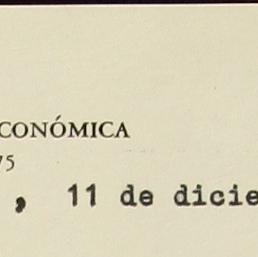 CONÓMICA
75
, 11 de dicie